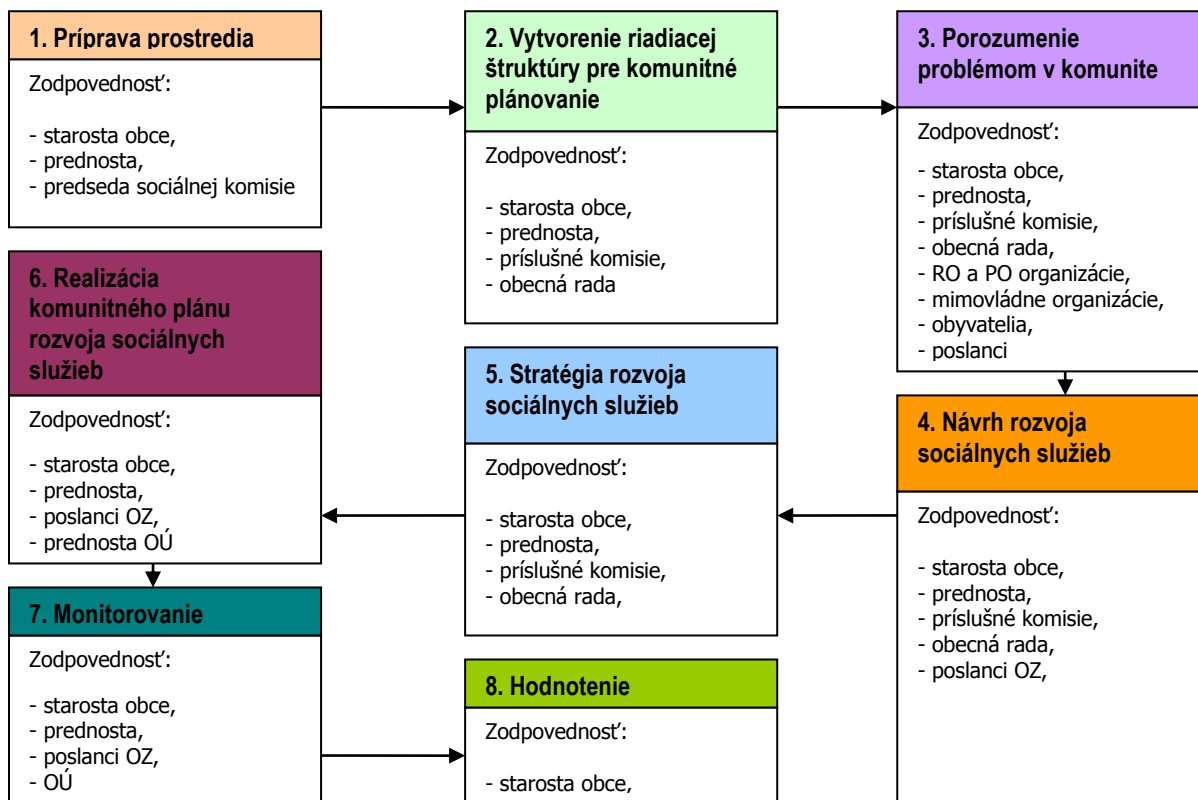 1. Príprava prostredia
Zodpovednosť:
- starosta obce,
- prednosta,
- predseda sociálnej komisie
2. Vytvorenie riadiacej
štruktúry pre komunitné
plánovanie
Zodpovednosť:
- starosta obce,
- prednosta,
- príslušné komisie,
- obecná rada
3. Porozumenie
problémom v komunite
Zodpovednosť:
- starosta obce,
- prednosta,
- príslušné komisie,
- obecná rada,
- RO a PO organizácie,
- mimovládne organizácie,
- obyvatelia,
- poslanci
4. Návrh rozvoja
sociálnych služieb
Zodpovednosť:
- starosta obce,
- prednosta,
- príslušné komisie,
- obecná rada,
- poslanci OZ,
5. Stratégia rozvoja
sociálnych služieb
Zodpovednosť:
- starosta obce,
- prednosta,
- príslušné komisie,
- obecná rada,
6. Realizácia
komunitného plánu
rozvoja sociálnych
služieb
Zodpovednosť:
- starosta obce,
- prednosta,
- poslanci OZ,
- prednosta OÚ
7. Monitorovanie
Zodpovednosť:
- starosta obce,
- prednosta,
- poslanci OZ,
- OÚ
8. Hodnotenie
Zodpovednosť:
- starosta obce,